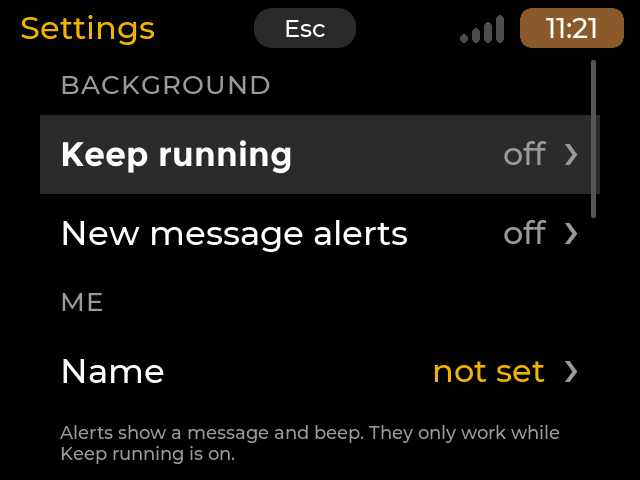 Settings
Esc
11:21
BACKGROUND
Keep running off
New message alerts off
ME
Name not set
Alerts show a message and beep. They only work while
Keep running is on.